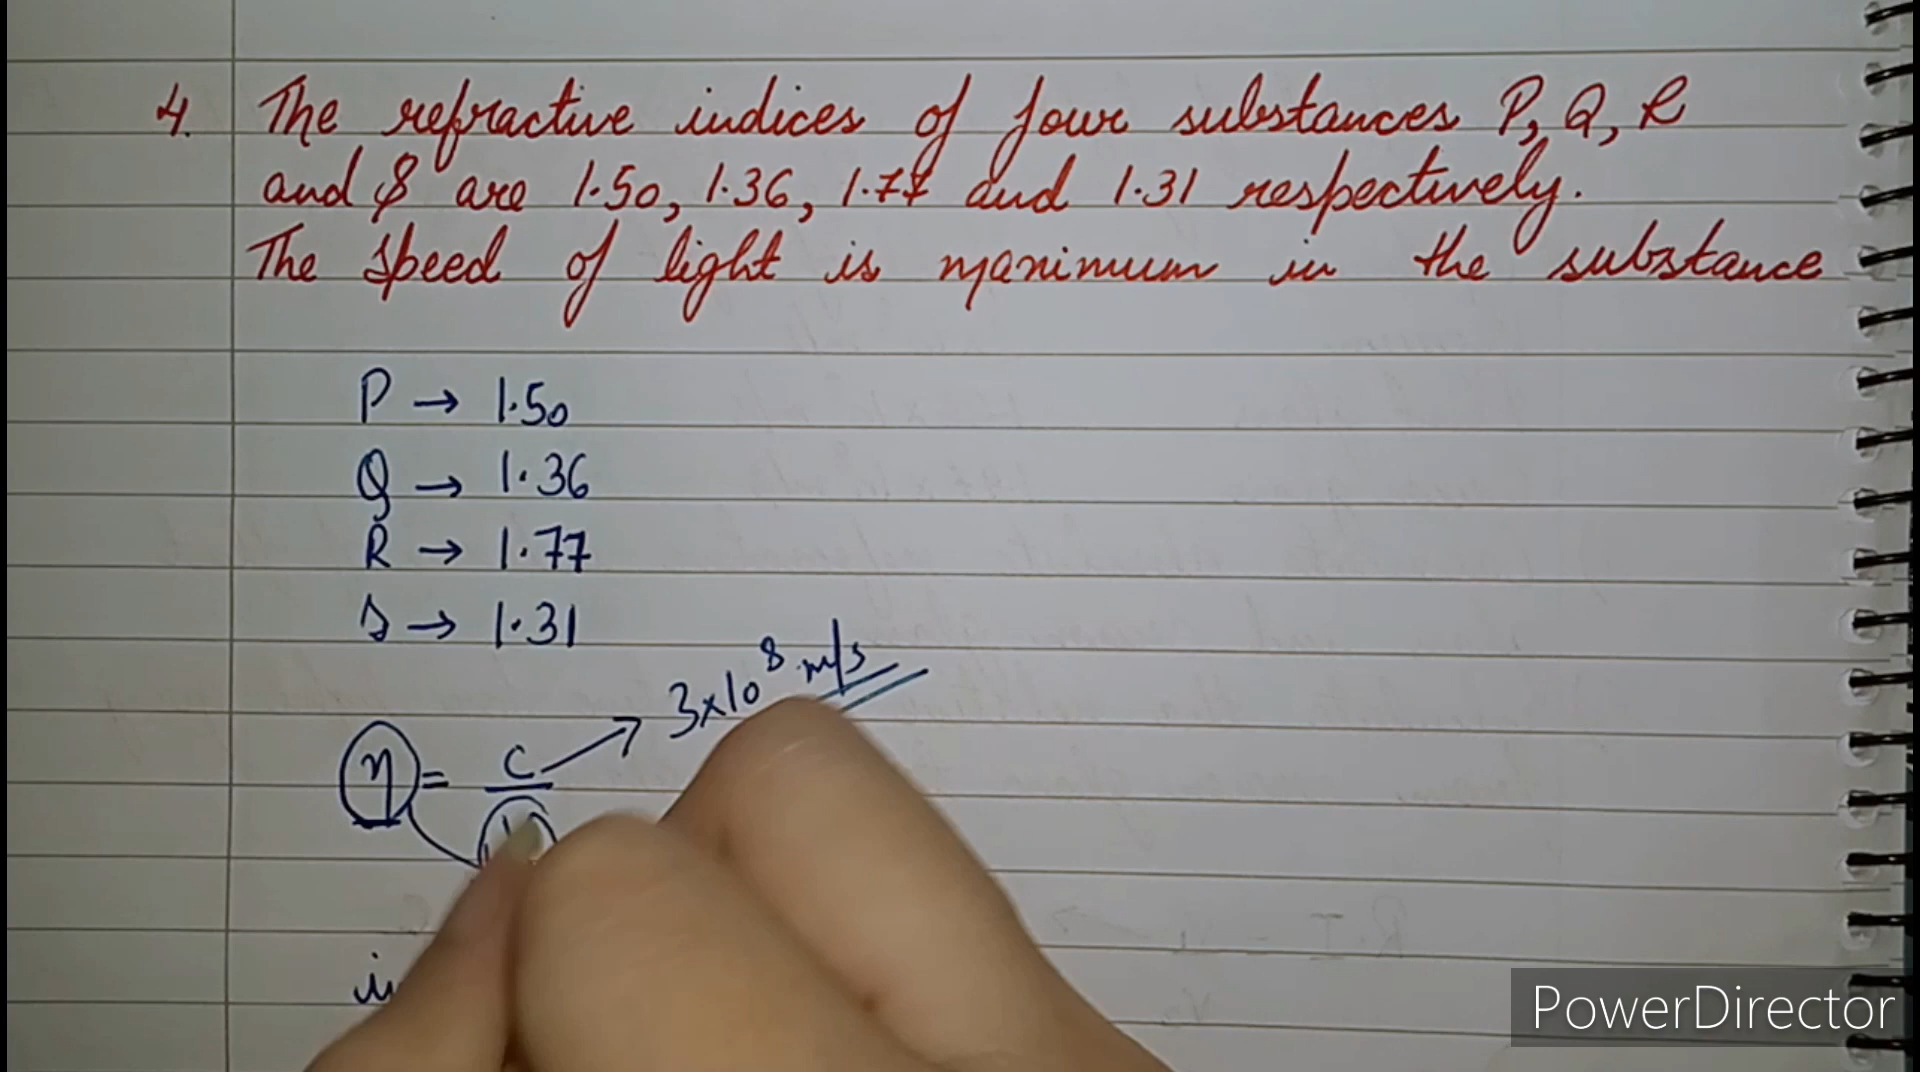 4. The refractive indices of four substances P, Q, R
and S are 1.50, 1.36, 1.77 and 1.31 respectively.
The speed of light is maximum in the substance
P → 1.50
Q → 1.36
R → 1.77
S → 1.31
3×10⁸ m/s
η = c
PowerDirector